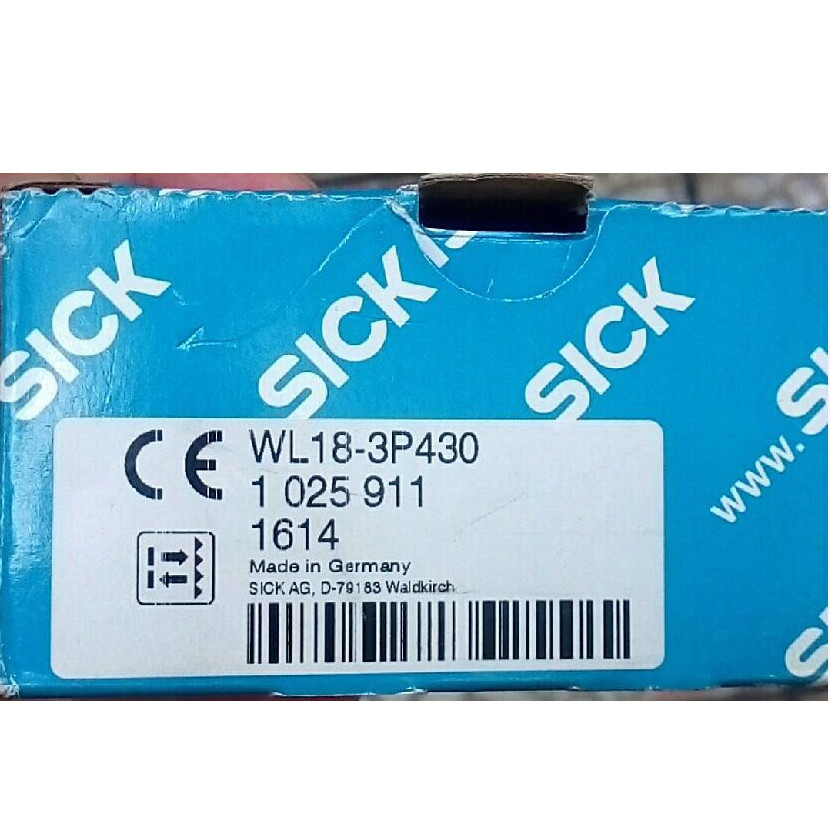 SICK
SICK
SICK
www.S
CE
WL18-3P430
1 025 911
1614
Made in Germany
SICK AG, D-79183 Waldkirch